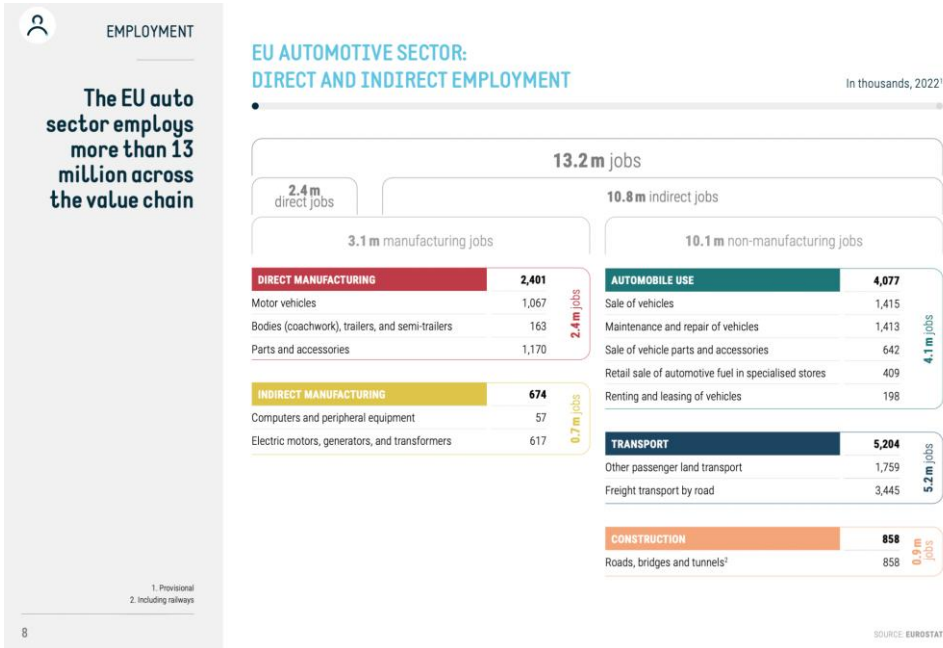 EMPLOYMENT
The EU auto
sector employs
more than 13
million across
the value chain
EU AUTOMOTIVE SECTOR:
DIRECT AND INDIRECT EMPLOYMENT
In thousands, 2022¹
13.2 m jobs
2.4 m
direct jobs
10.8 m indirect jobs
3.1 m manufacturing jobs
10.1 m non-manufacturing jobs
DIRECT MANUFACTURING 2,401
Motor vehicles 1,067
Bodies (coachwork), trailers, and semi-trailers 163
Parts and accessories 1,170
2.4 m jobs
INDIRECT MANUFACTURING 674
Computers and peripheral equipment 57
Electric motors, generators, and transformers 617
0.7 m jobs
AUTOMOBILE USE 4,077
Sale of vehicles 1,415
Maintenance and repair of vehicles 1,413
Sale of vehicle parts and accessories 642
Retail sale of automotive fuel in specialised stores 409
Renting and leasing of vehicles 198
4.1 m jobs
TRANSPORT 5,204
Other passenger land transport 1,759
Freight transport by road 3,445
5.2 m jobs
CONSTRUCTION 858
Roads, bridges and tunnels² 858
0.9 m
jobs
1. Provisional
2. Including railways
8
SOURCE: EUROSTAT